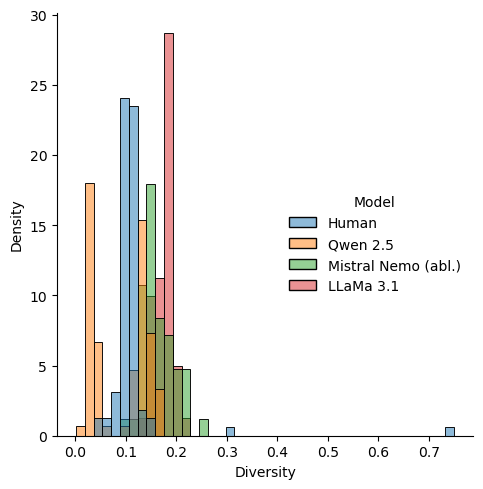 30
25
20
15
10
5
0
Density
0.0 0.1 0.2 0.3 0.4 0.5 0.6 0.7
Diversity
Model
Human
Qwen 2.5
Mistral Nemo (abl.)
LLaMa 3.1